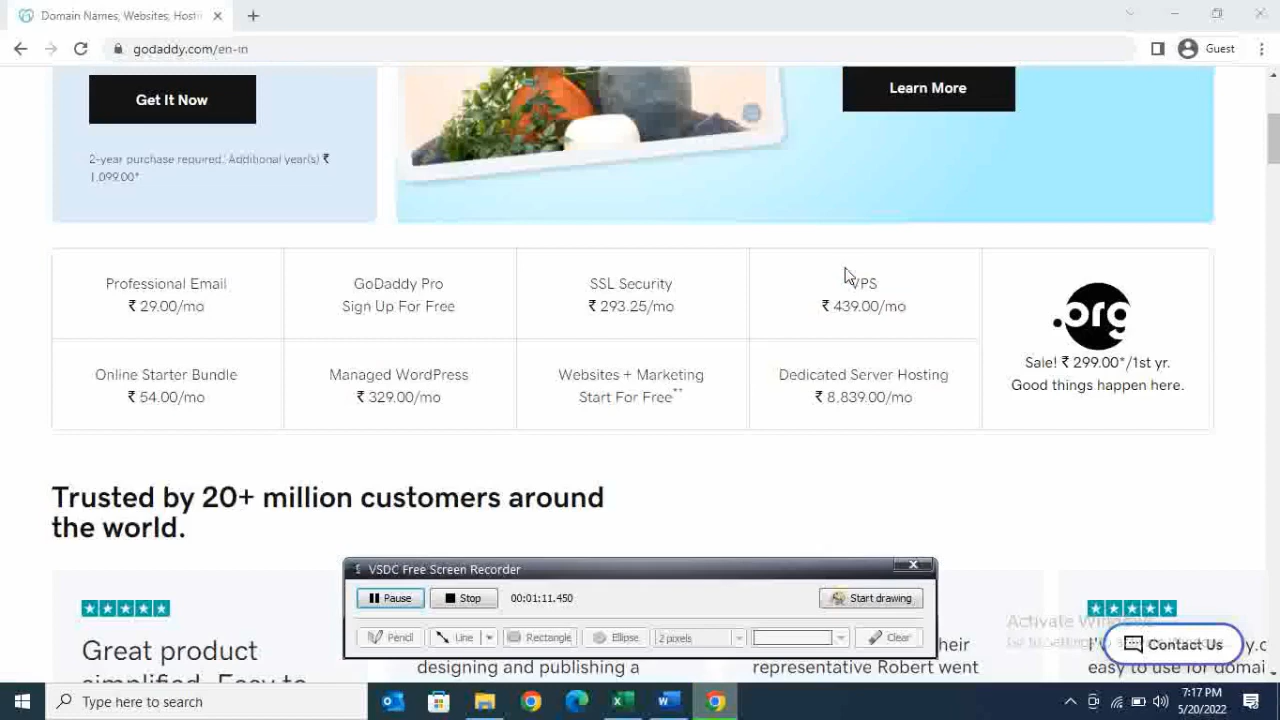 Domain Names, Websites, Hosti
godaddy.com/en-in
Guest
Get It Now
Learn More
2-year purchase required. Additional year(s) ₹
1,099.00*
Professional Email
₹ 29.00/mo
GoDaddy Pro
Sign Up For Free
SSL Security
₹ 293.25/mo
VPS
₹ 439.00/mo
.org
Sale! ₹ 299.00*/1st yr.
Good things happen here.
Online Starter Bundle
₹ 54.00/mo
Managed WordPress
₹ 329.00/mo
Websites + Marketing
Start For Free**
Dedicated Server Hosting
₹ 8,839.00/mo
Trusted by 20+ million customers around
the world.
VSDC Free Screen Recorder
Pause
Stop
00:01:11.450
Start drawing
Pencil
Line
Rectangle
Ellipse
2 pixels
Clear
Great product
simplified. Easy to
designing and publishing a
their
representative Robert went
easy to use for domai
Activate Windows
Contact Us
Type here to search
7:17 PM
5/20/2022